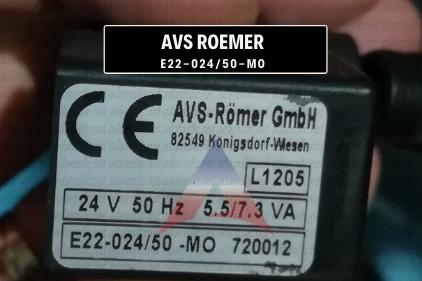 AVS ROEMER
E22-024/50-MO
CE
AVS-Römer GmbH
82549 Königsdorf-Wiesen
L1205
24 V 50 Hz 5.5/7.3 VA
E22-024/50 -MO 720012